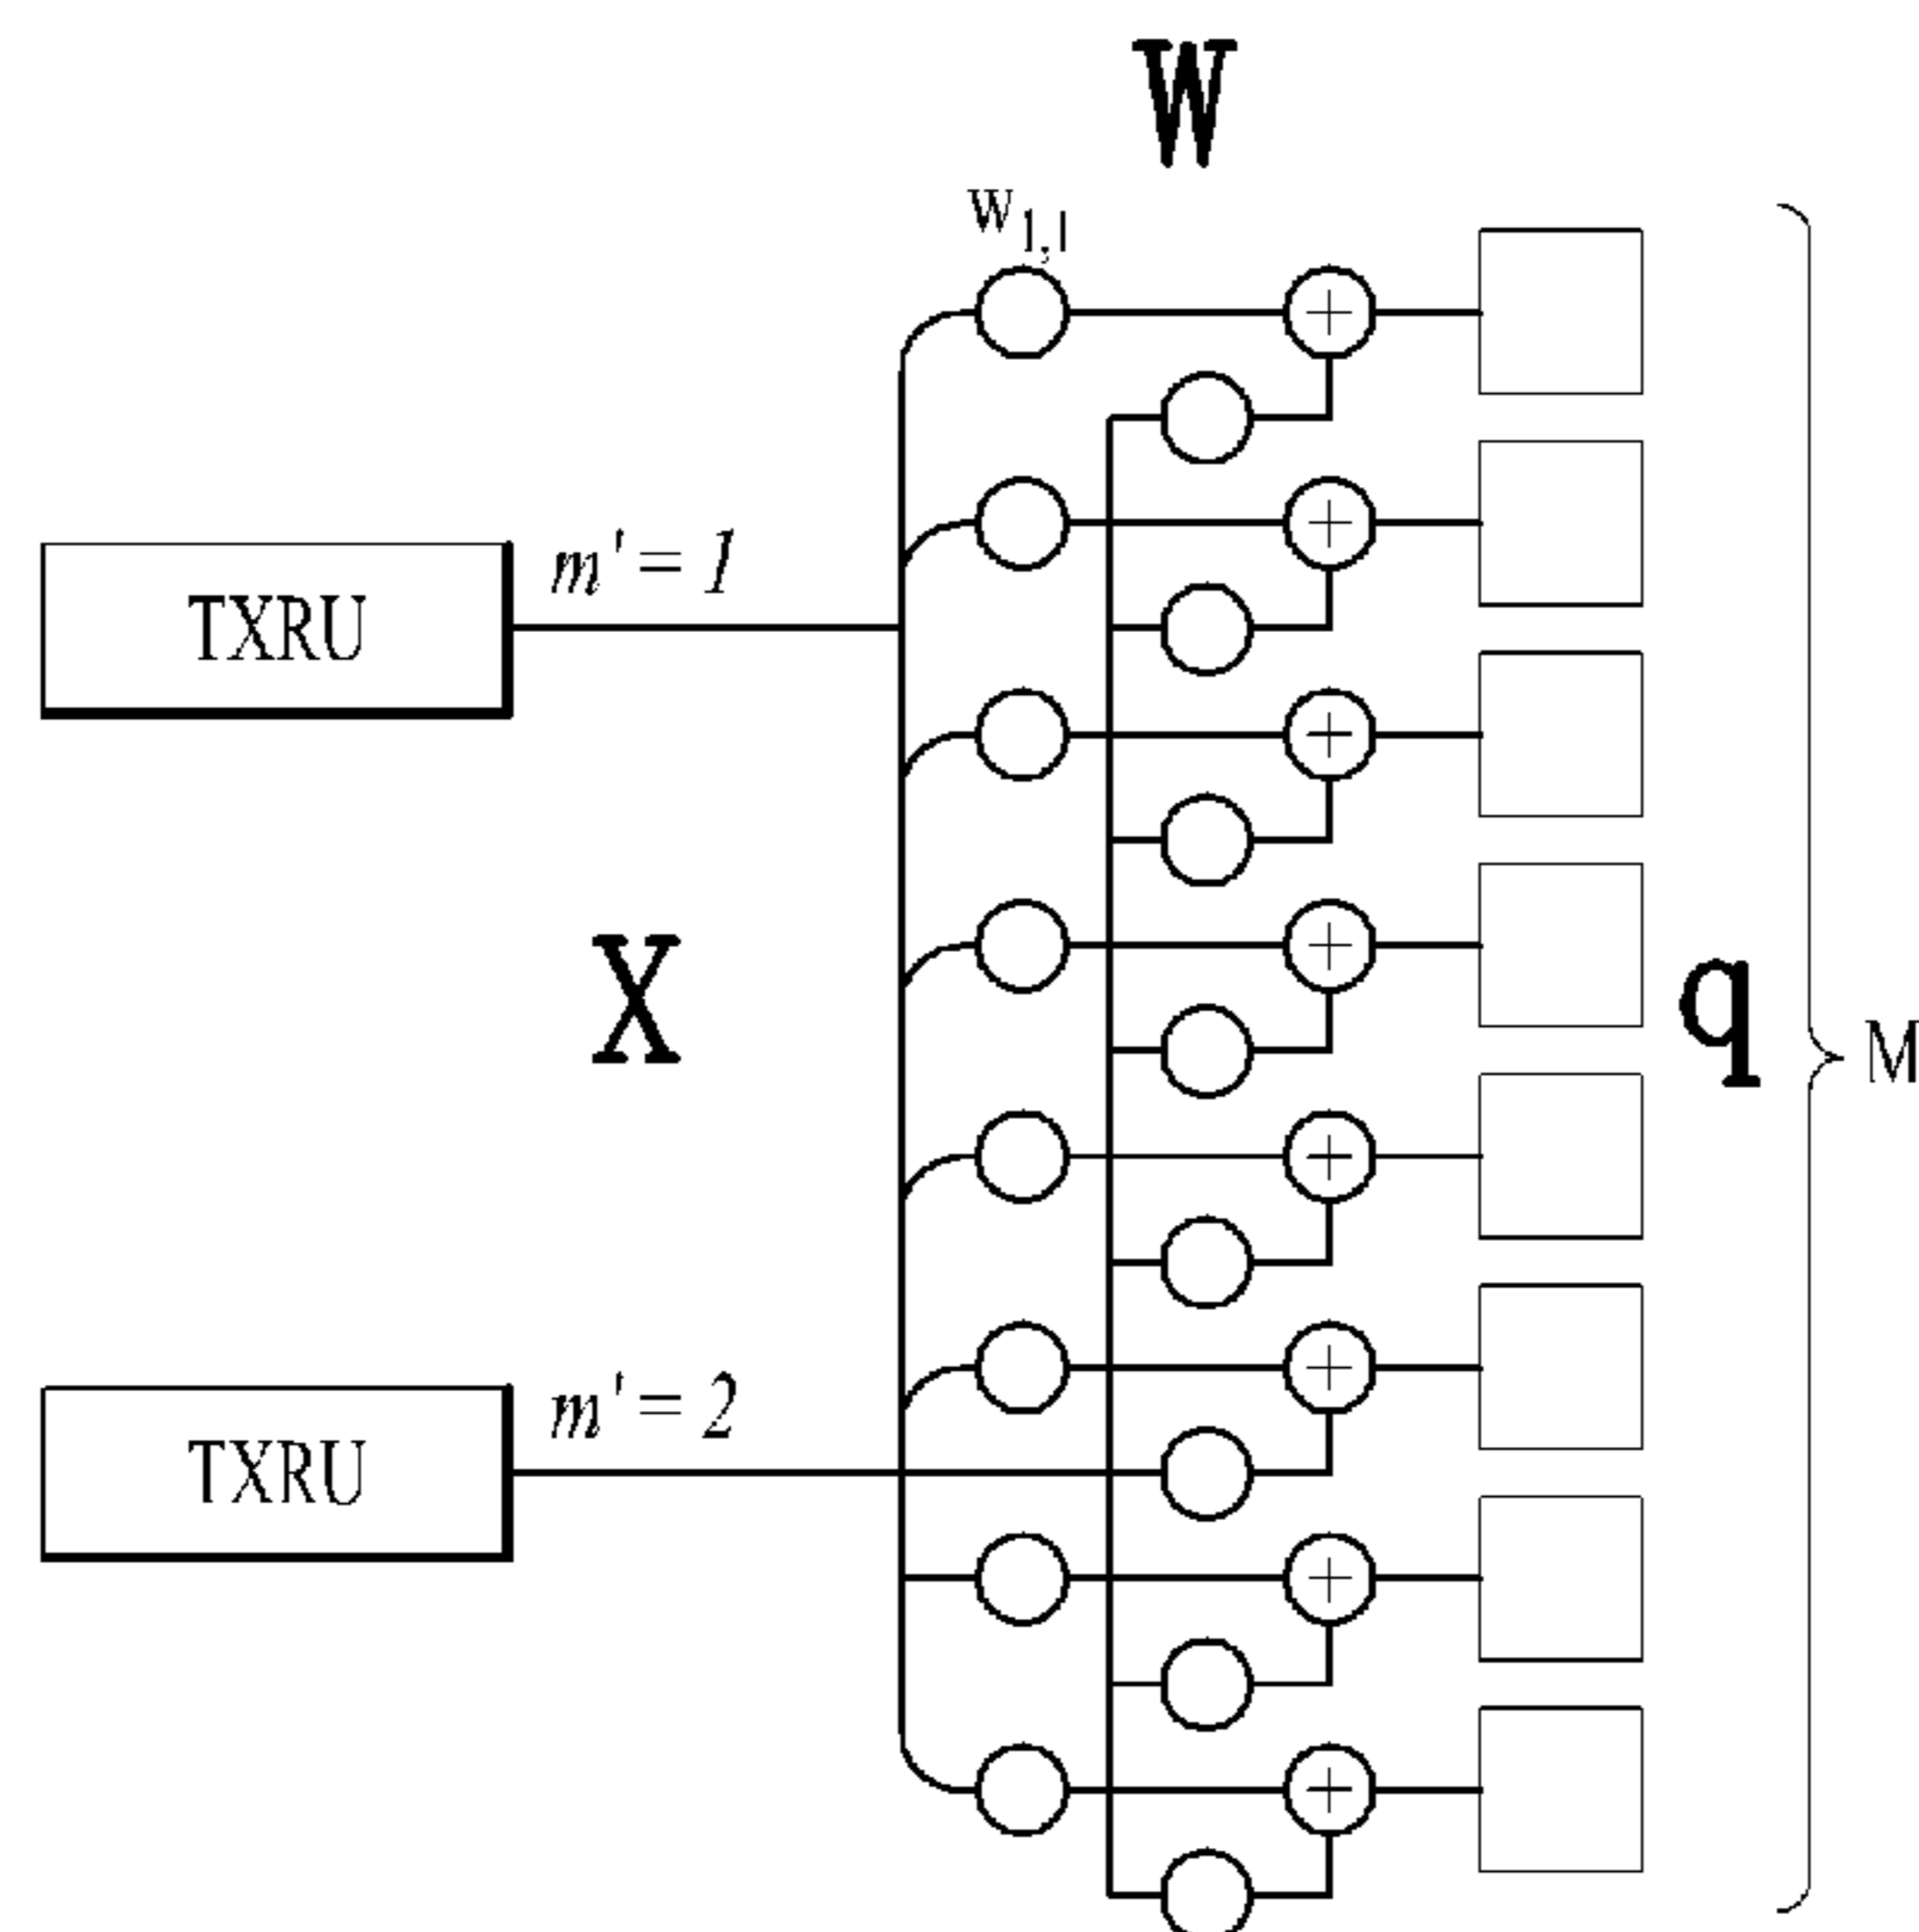 W
w1,1
m' = 1
TXRU
X
q
M
m' = 2
TXRU